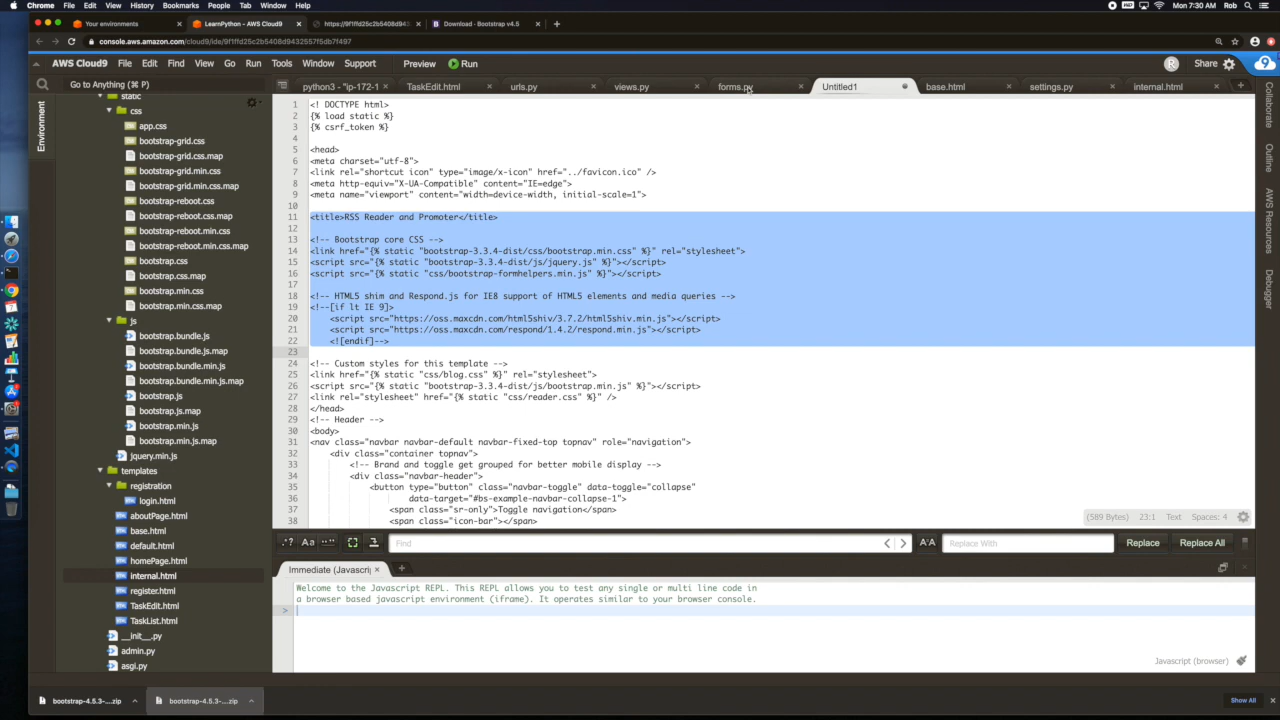 Chrome File Edit View History Bookmarks People Tab Window Help Mon 7:30 AM Rob
Your environments LearnPython - AWS Cloud9 https://9f1ffd25c2b5408d943 Download · Bootstrap v4.5
console.aws.amazon.com/cloud9/ide/9f1ffd25c2b5408d9432557f5db7f497
AWS Cloud9 File Edit Find View Go Run Tools Window Support Preview Run R Share
Go to Anything (⌘ P) python3 - "ip-172-1 TaskEdit.html urls.py views.py forms.py Untitled1 base.html settings.py internal.html
Environment
Collaborate
Outline
AWS Resources
Debugger
static
css
app.css
bootstrap-grid.css
bootstrap-grid.css.map
bootstrap-grid.min.css
bootstrap-grid.min.css.map
bootstrap-reboot.css
bootstrap-reboot.css.map
bootstrap-reboot.min.css
bootstrap-reboot.min.css.map
bootstrap.css
bootstrap.css.map
bootstrap.min.css
bootstrap.min.css.map
js
bootstrap.bundle.js
bootstrap.bundle.js.map
bootstrap.bundle.min.js
bootstrap.bundle.min.js.map
bootstrap.js
bootstrap.js.map
bootstrap.min.js
bootstrap.min.js.map
jquery.min.js
templates
registration
login.html
aboutPage.html
base.html
default.html
homePage.html
internal.html
register.html
TaskEdit.html
TaskList.html
__init__.py
admin.py
asgi.py
1 <! DOCTYPE html>
2 {% load static %}
3 {% csrf_token %}
4
5 <head>
6 <meta charset="utf-8">
7 <link rel="shortcut icon" type="image/x-icon" href="../favicon.ico" />
8 <meta http-equiv="X-UA-Compatible" content="IE=edge">
9 <meta name="viewport" content="width=device-width, initial-scale=1">
10
11 <title>RSS Reader and Promoter</title>
12
13 <!-- Bootstrap core CSS -->
14 <link href="{% static "bootstrap-3.3.4-dist/css/bootstrap.min.css" %}" rel="stylesheet">
15 <script src="{% static "bootstrap-3.3.4-dist/js/jquery.js" %}"></script>
16 <script src="{% static "css/bootstrap-formhelpers.min.js" %}"></script>
17
18 <!-- HTML5 shim and Respond.js for IE8 support of HTML5 elements and media queries -->
19 <!--[if lt IE 9]>
20 <script src="https://oss.maxcdn.com/html5shiv/3.7.2/html5shiv.min.js"></script>
21 <script src="https://oss.maxcdn.com/respond/1.4.2/respond.min.js"></script>
22 <![endif]-->
23
24 <!-- Custom styles for this template -->
25 <link href="{% static "css/blog.css" %}" rel="stylesheet">
26 <script src="{% static "bootstrap-3.3.4-dist/js/bootstrap.min.js" %}"></script>
27 <link rel="stylesheet" href="{% static "css/reader.css" %}" />
28 </head>
29 <!-- Header -->
30 <body>
31 <nav class="navbar navbar-default navbar-fixed-top topnav" role="navigation">
32 <div class="container topnav">
33 <!-- Brand and toggle get grouped for better mobile display -->
34 <div class="navbar-header">
35 <button type="button" class="navbar-toggle" data-toggle="collapse"
36 data-target="#bs-example-navbar-collapse-1">
37 <span class="sr-only">Toggle navigation</span>
38 <span class="icon-bar"></span>
(589 Bytes) 23:1 Text Spaces: 4
.* Aa Find Replace With Replace Replace All
Immediate (Javascri
Welcome to the Javascript REPL. This REPL allows you to test any single or multi line code in
a browser based javascript environment (iframe). It operates similar to your browser console.
>
Javascript (browser)
bootstrap-4.5.3-....zip bootstrap-4.5.3-....zip Show All